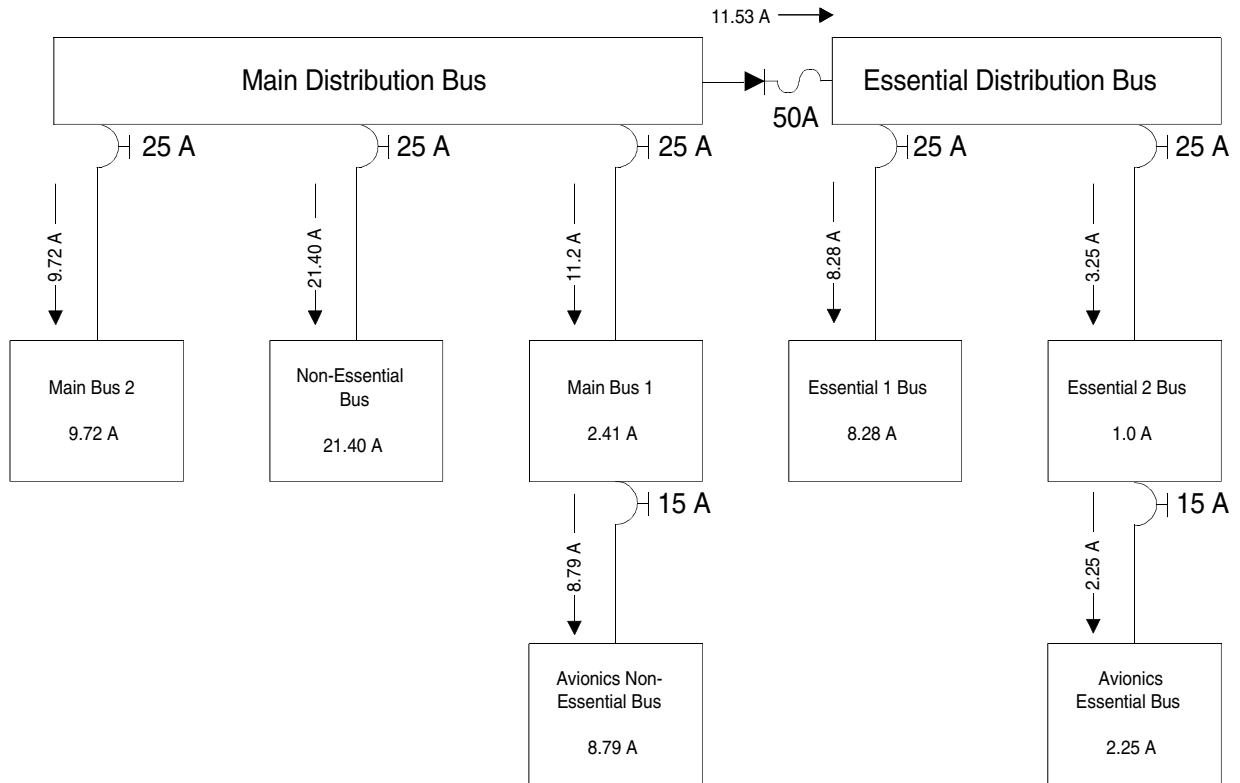 11.53 A
Main Distribution Bus
Essential Distribution Bus
50A
25 A
25 A
25 A
25 A
25 A
9.72 A
21.40 A
11.2 A
8.28 A
3.25 A
Main Bus 2
9.72 A
Non-Essential
Bus
21.40 A
Main Bus 1
2.41 A
Essential 1 Bus
8.28 A
Essential 2 Bus
1.0 A
15 A
15 A
8.79 A
2.25 A
Avionics Non-
Essential Bus
8.79 A
Avionics
Essential Bus
2.25 A